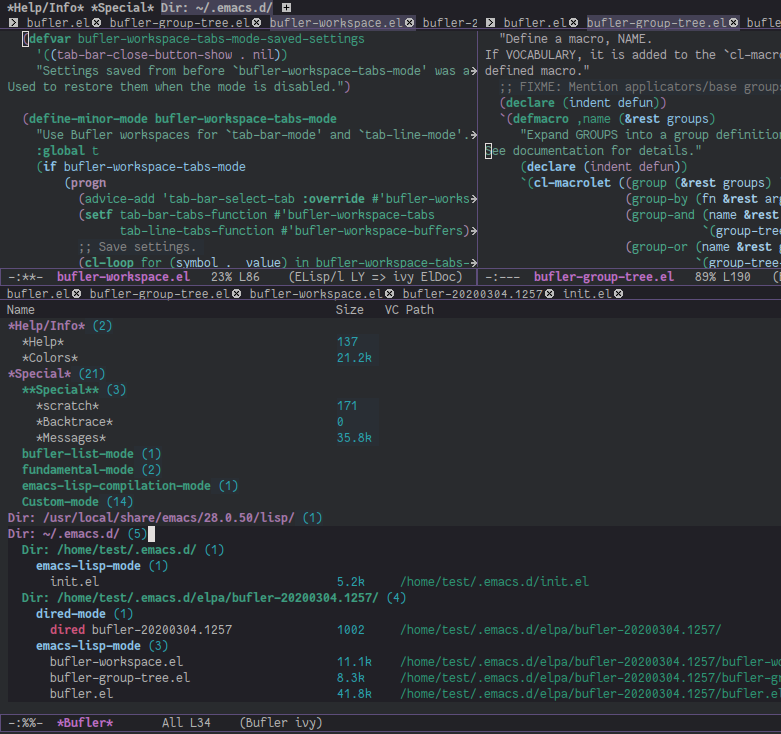 *Help/Info* *Special* Dir: ~/.emacs.d/
bufler.el bufler-group-tree.el bufler-workspace.el bufler-2
(defvar bufler-workspace-tabs-mode-saved-settings
'((tab-bar-close-button-show . nil))
"Settings saved from before `bufler-workspace-tabs-mode' was a
Used to restore them when the mode is disabled.")
(define-minor-mode bufler-workspace-tabs-mode
"Use Bufler workspaces for `tab-bar-mode' and `tab-line-mode'.
:global t
(if bufler-workspace-tabs-mode
(progn
(advice-add 'tab-bar-select-tab :override #'bufler-works
(setf tab-bar-tabs-function #'bufler-workspace-tabs
tab-line-tabs-function #'bufler-workspace-buffers)
;; Save settings.
(cl-loop for (symbol . value) in bufler-workspace-tabs-
-:**- bufler-workspace.el 23% L86 (ELisp/l LY => ivy ElDoc)
bufler.el bufler-group-tree.el bufle
"Define a macro, NAME.
If VOCABULARY, it is added to the `cl-mac
defined macro."
;; FIXME: Mention applicators/base groups
(declare (indent defun))
`(defmacro ,name (&rest groups)
"Expand GROUPS into a group definition
See documentation for details."
(declare (indent defun))
`(cl-macrolet ((group (&rest groups) `
(group-by (fn &rest arg
(group-and (name &rest
`(group-tree
(group-or (name &rest g
`(group-tree-
-:--- bufler-group-tree.el 89% L190 (E
bufler.el bufler-group-tree.el bufler-workspace.el bufler-20200304.1257 init.el
Name Size VC Path
*Help/Info* (2)
*Help* 137
*Colors* 21.2k
*Special* (21)
**Special** (3)
*scratch* 171
*Backtrace* 0
*Messages* 35.8k
bufler-list-mode (1)
fundamental-mode (2)
emacs-lisp-compilation-mode (1)
Custom-mode (14)
Dir: /usr/local/share/emacs/28.0.50/lisp/ (1)
Dir: ~/.emacs.d/ (5)
Dir: /home/test/.emacs.d/ (1)
emacs-lisp-mode (1)
init.el 5.2k /home/test/.emacs.d/init.el
Dir: /home/test/.emacs.d/elpa/bufler-20200304.1257/ (4)
dired-mode (1)
dired bufler-20200304.1257 1002 /home/test/.emacs.d/elpa/bufler-20200304.1257/
emacs-lisp-mode (3)
bufler-workspace.el 11.1k /home/test/.emacs.d/elpa/bufler-20200304.1257/bufler-wo
bufler-group-tree.el 8.3k /home/test/.emacs.d/elpa/bufler-20200304.1257/bufler-gr
bufler.el 41.8k /home/test/.emacs.d/elpa/bufler-20200304.1257/bufler.el
-:%%- *Bufler* All L34 (Bufler ivy)